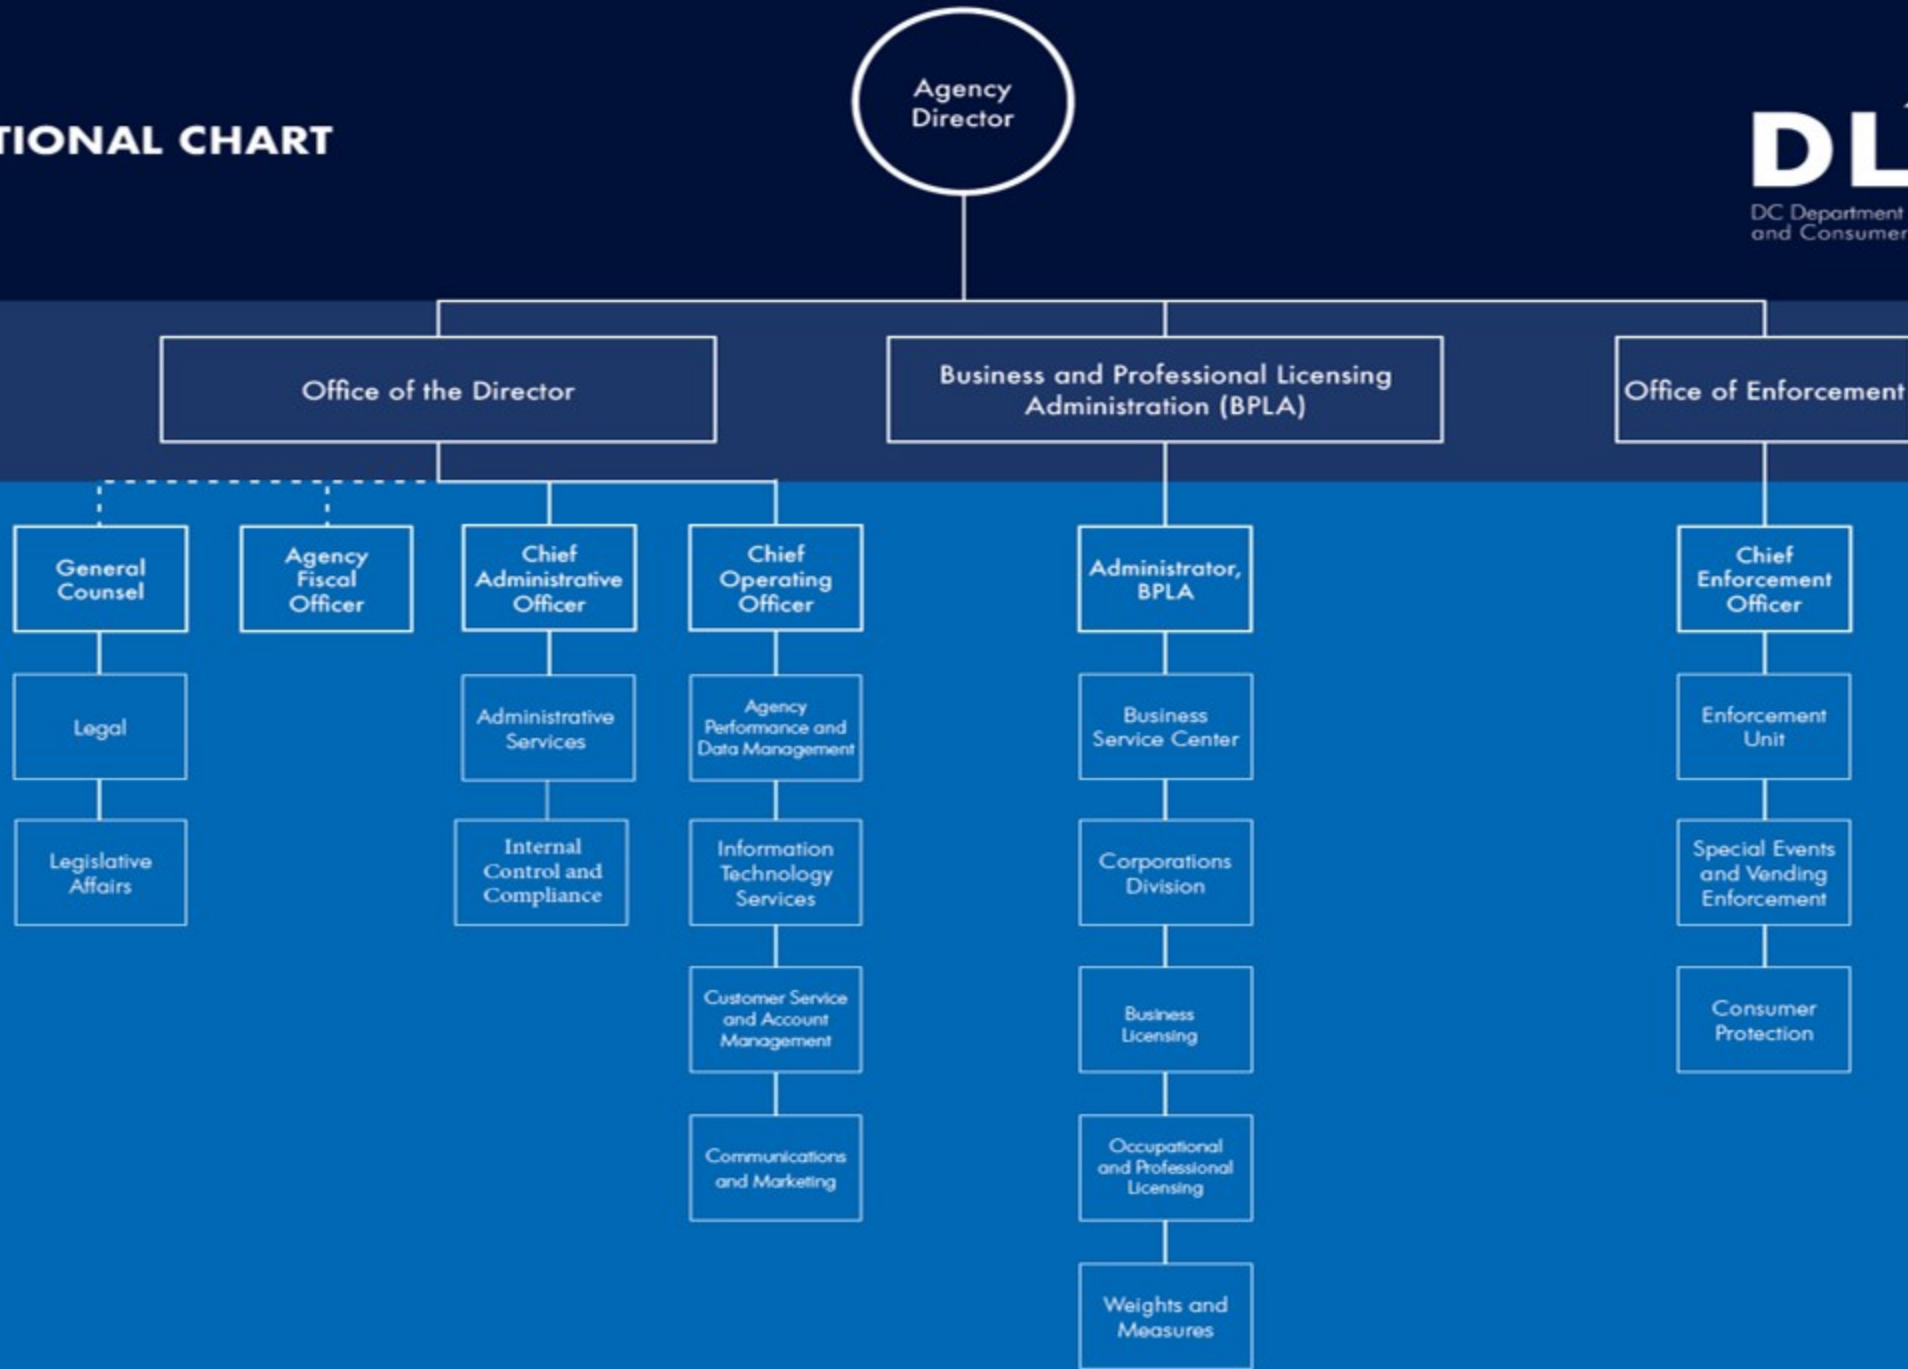 Agency
Director
TIONAL CHART
DL
DC Department
and Consumer
Office of the Director
Business and Professional Licensing
Administration (BPLA)
Office of Enforcement
General
Counsel
Agency
Fiscal
Officer
Chief
Administrative
Officer
Chief
Operating
Officer
Administrator,
BPLA
Chief
Enforcement
Officer
Legal
Administrative
Services
Agency
Performance and
Data Management
Business
Service Center
Enforcement
Unit
Legislative
Affairs
Internal
Control and
Compliance
Information
Technology
Services
Corporations
Division
Special Events
and Vending
Enforcement
Customer Service
and Account
Management
Business
Licensing
Consumer
Protection
Communications
and Marketing
Occupational
and Professional
Licensing
Weights and
Measures